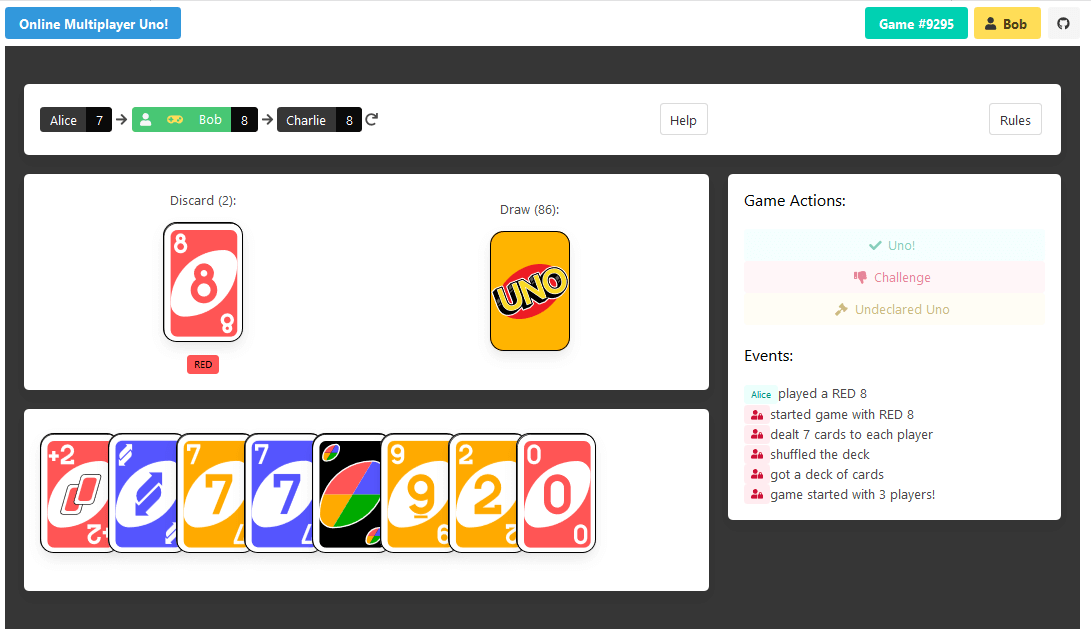 Online Multiplayer Uno!
Game #9295
Bob
Alice 7
Bob 8
Charlie 8
Help
Rules
Discard (2):
8
8
8
RED
Draw (86):
UNO
Game Actions:
Uno!
Challenge
Undeclared Uno
Events:
Alice played a RED 8
started game with RED 8
dealt 7 cards to each player
shuffled the deck
got a deck of cards
game started with 3 players!
+2
+2
7
7
7
7
7
7
9
9
9
2
2
2
0
0
0